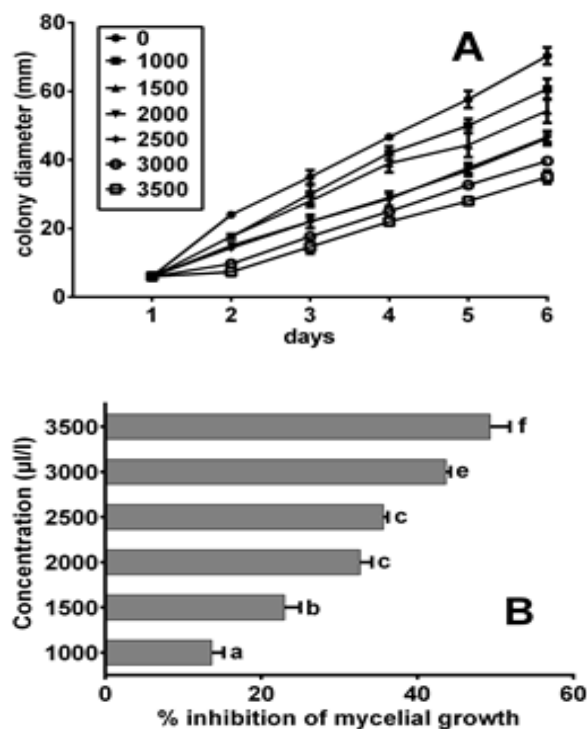 A
0
1000
1500
2000
2500
3000
3500
colony diameter (mm)
80
60
40
20
0
1 2 3 4 5 6
days
Concentration (µl/l)
3500 f
3000 e
2500 c
2000 c
1500 b
1000 a
B
0 20 40 60
% inhibition of mycelial growth